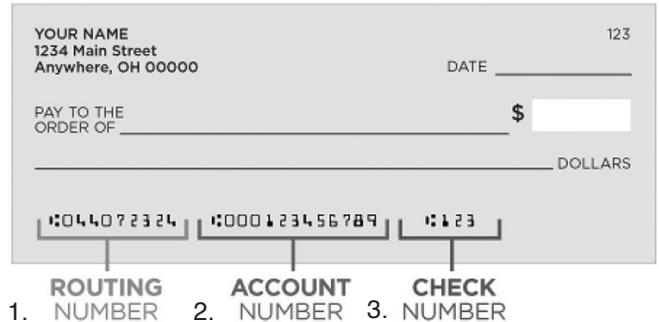 YOUR NAME 123
1234 Main Street
Anywhere, OH 00000
DATE
PAY TO THE
ORDER OF $
DOLLARS
⑆044072324⑆ ⑆000123456789⑆ ⑆123
ROUTING ACCOUNT CHECK
1. NUMBER 2. NUMBER 3. NUMBER